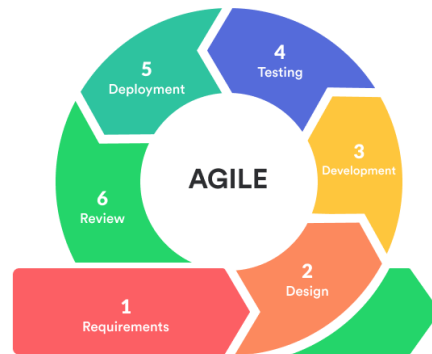 AGILE
1
Requirements
2
Design
3
Development
4
Testing
5
Deployment
6
Review